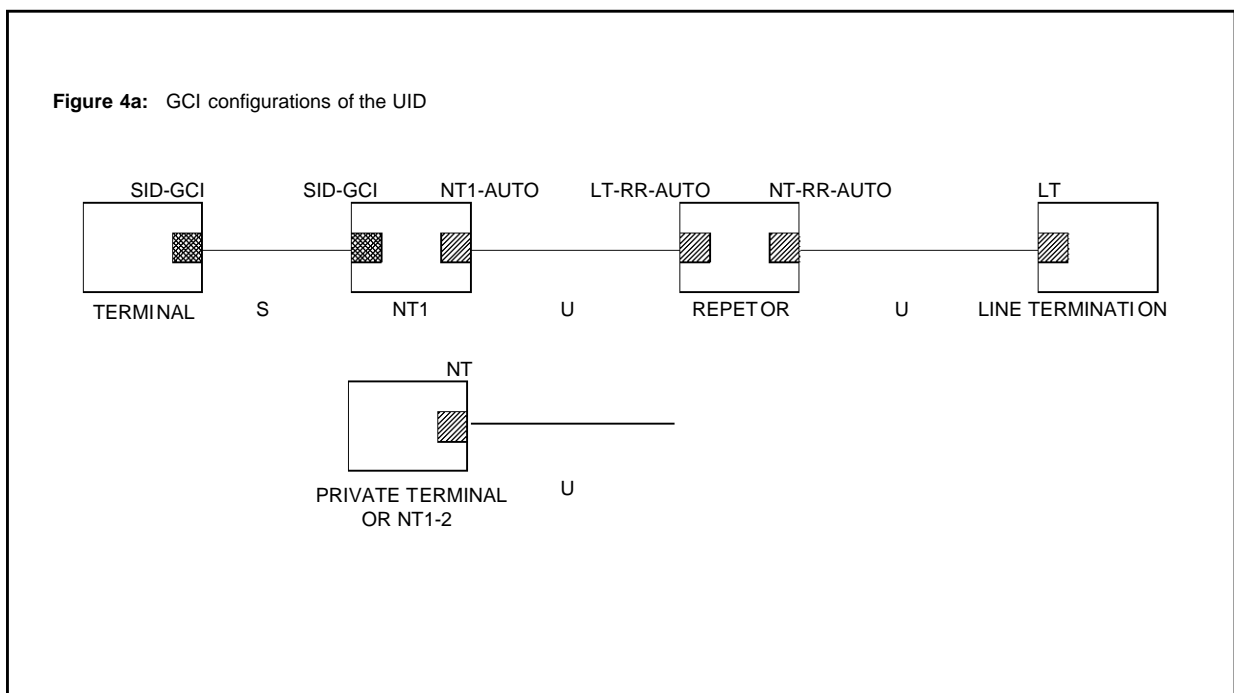 Figure 4a: GCI configurations of the UID
SID-GCI SID-GCI NT1-AUTO LT-RR-AUTO NT-RR-AUTO LT
TERMINAL S NT1 U REPETOR U LINE TERMINATION
NT
PRIVATE TERMINAL U
OR NT1-2